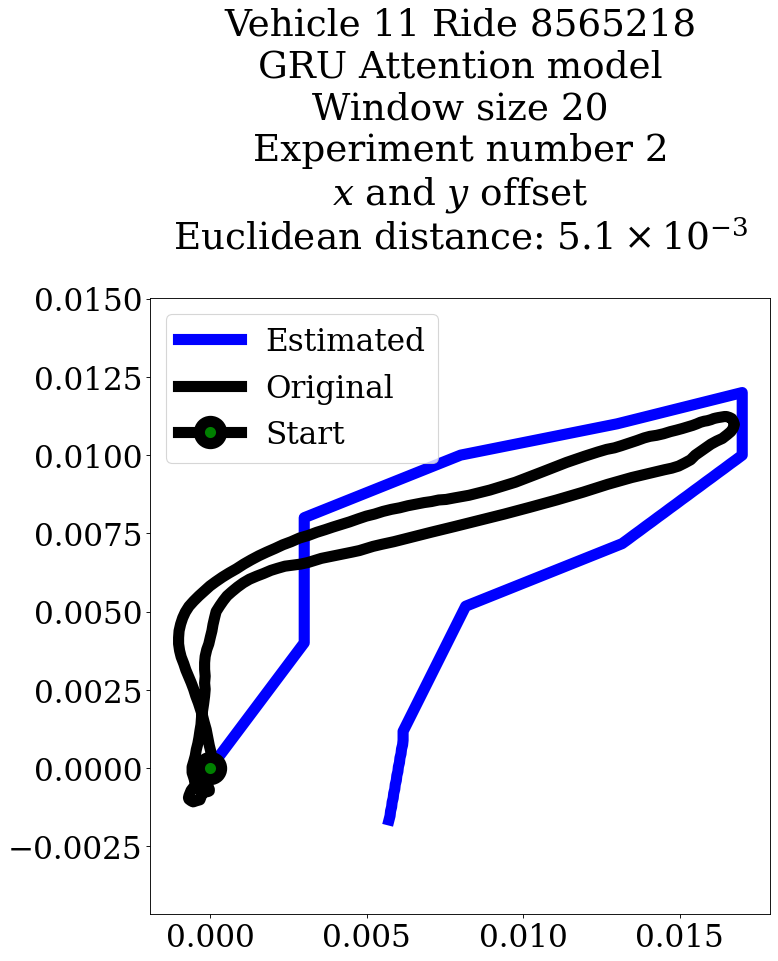 Vehicle 11 Ride 8565218
GRU Attention model
Window size 20
Experiment number 2
x and y offset
Euclidean distance: 5.1 × 10⁻³
0.0150
0.0125
0.0100
0.0075
0.0050
0.0025
0.0000
−0.0025
Estimated
Original
Start
0.000 0.005 0.010 0.015